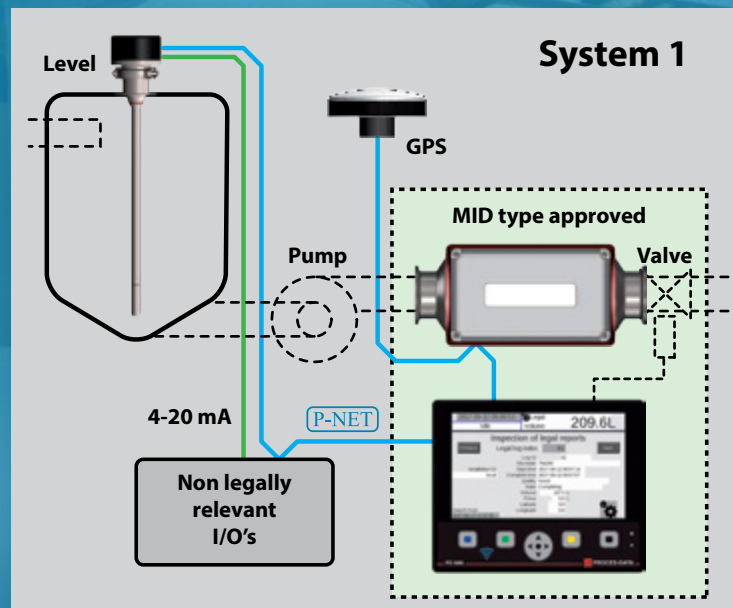 System 1
Level
GPS
MID type approved
Pump
Valve
4-20 mA
P-NET
Non legally
relevant
I/O's
209.6L
Inspection of legal reports
PROCES-DATA